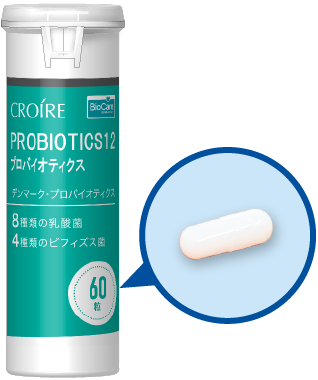 CROIRE
BioCare
PROBIOTICS12
プロバイオティクス
デンマーク・プロバイオティクス
8種類の乳酸菌
4種類のビフィズス菌
60
粒